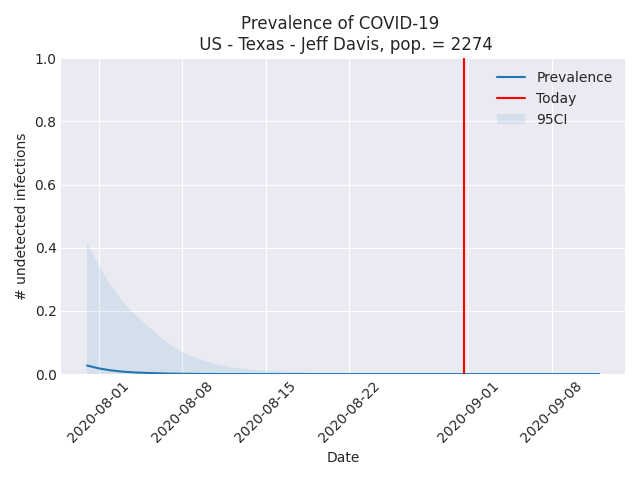 Prevalence of COVID-19
US - Texas - Jeff Davis, pop. = 2274
1.0
0.8
0.6
0.4
0.2
0.0
# undetected infections
Prevalence
Today
95CI
2020-08-01
2020-08-08
2020-08-15
2020-08-22
2020-09-01
2020-09-08
Date